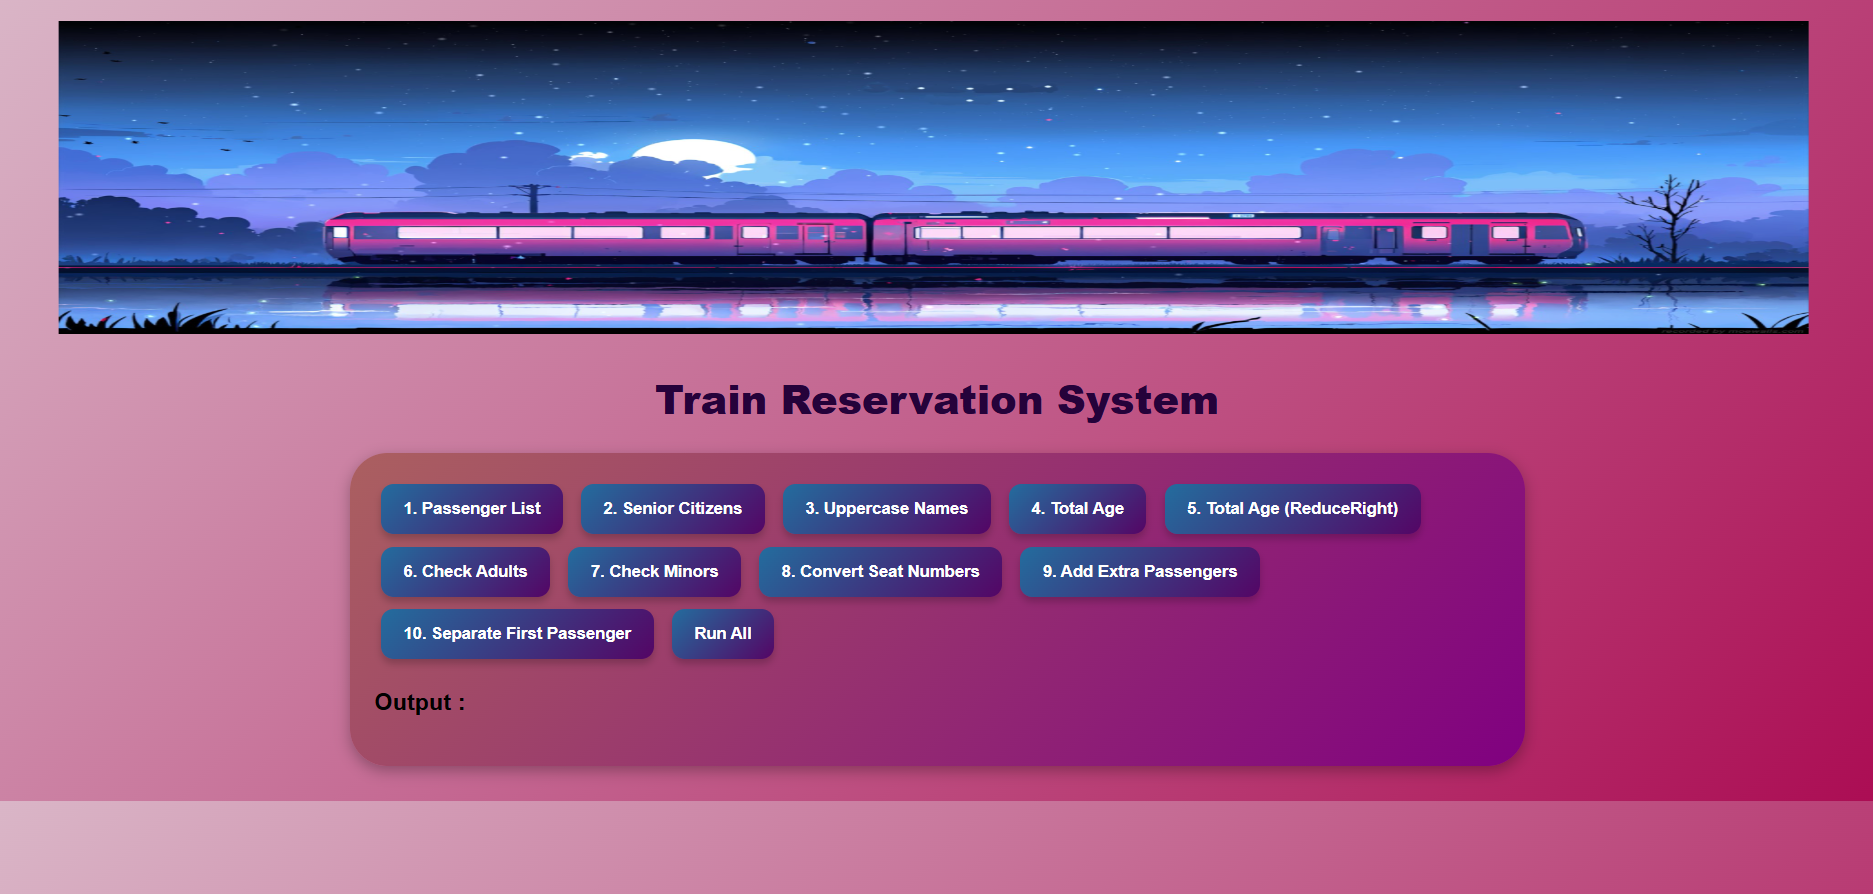 Train Reservation System
1. Passenger List
2. Senior Citizens
3. Uppercase Names
4. Total Age
5. Total Age (ReduceRight)
6. Check Adults
7. Check Minors
8. Convert Seat Numbers
9. Add Extra Passengers
10. Separate First Passenger
Run All
Output :